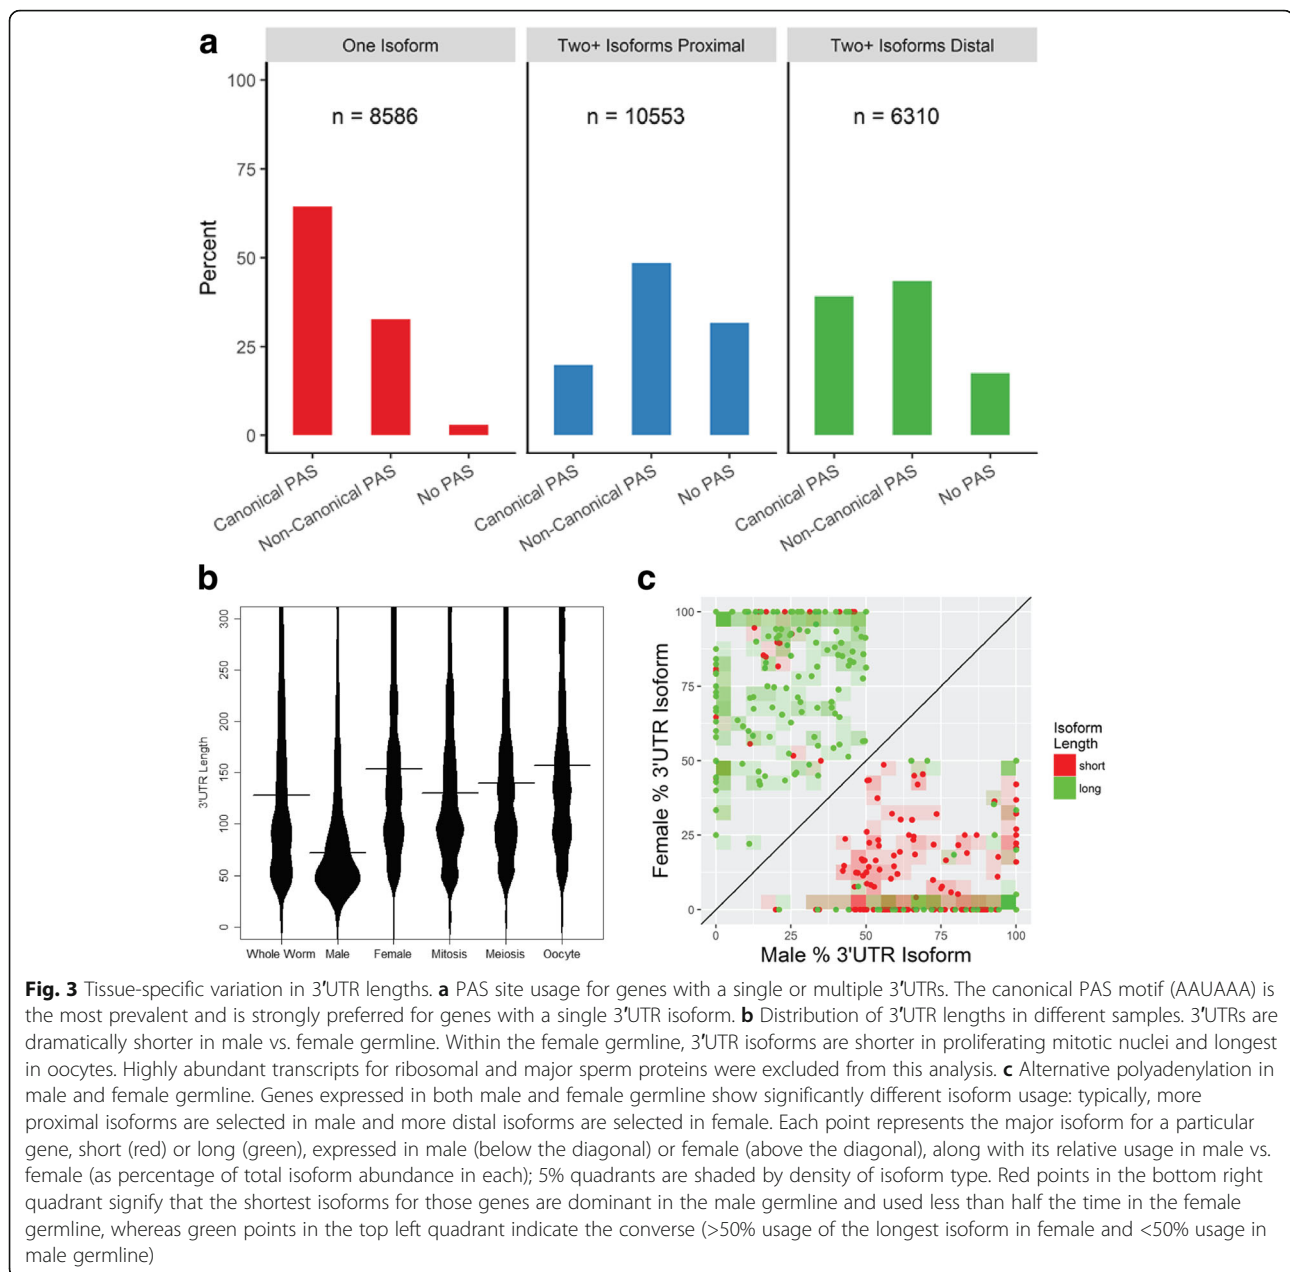 a
One Isoform
Two+ Isoforms Proximal
Two+ Isoforms Distal
n = 8586
n = 10553
n = 6310
Percent
100
75
50
25
0
Canonical PAS
Non-Canonical PAS
No PAS
Canonical PAS
Non-Canonical PAS
No PAS
Canonical PAS
Non-Canonical PAS
No PAS
b
3'UTR Length
300
250
200
150
100
50
0
Whole Worm
Male
Female
Mitosis
Meiosis
Oocyte
c
Female % 3'UTR Isoform
100
75
50
25
0
0
25
50
75
100
Male % 3'UTR Isoform
Isoform
Length
short
long
Fig. 3 Tissue-specific variation in 3′UTR lengths. a PAS site usage for genes with a single or multiple 3′UTRs. The canonical PAS motif (AAUAAA) is
the most prevalent and is strongly preferred for genes with a single 3′UTR isoform. b Distribution of 3′UTR lengths in different samples. 3′UTRs are
dramatically shorter in male vs. female germline. Within the female germline, 3′UTR isoforms are shorter in proliferating mitotic nuclei and longest
in oocytes. Highly abundant transcripts for ribosomal and major sperm proteins were excluded from this analysis. c Alternative polyadenylation in
male and female germline. Genes expressed in both male and female germline show significantly different isoform usage: typically, more
proximal isoforms are selected in male and more distal isoforms are selected in female. Each point represents the major isoform for a particular
gene, short (red) or long (green), expressed in male (below the diagonal) or female (above the diagonal), along with its relative usage in male vs.
female (as percentage of total isoform abundance in each); 5% quadrants are shaded by density of isoform type. Red points in the bottom right
quadrant signify that the shortest isoforms for those genes are dominant in the male germline and used less than half the time in the female
germline, whereas green points in the top left quadrant indicate the converse (>50% usage of the longest isoform in female and <50% usage in
male germline)